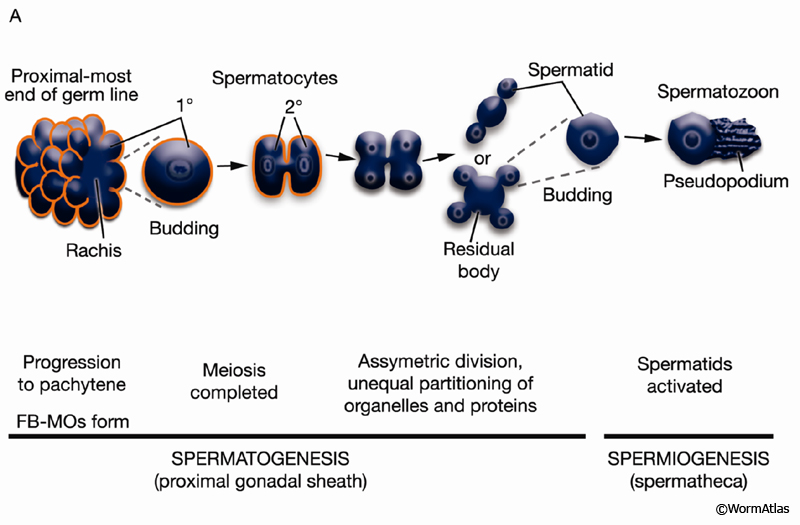 A
Proximal-most
end of germ line
1°
Spermatocytes
2°
Spermatid
Spermatozoon
or
Rachis
Budding
Residual
body
Budding
Pseudopodium
Progression
to pachytene
FB-MOs form
Meiosis
completed
Assymetric division,
unequal partitioning of
organelles and proteins
Spermatids
activated
SPERMATOGENESIS
(proximal gonadal sheath)
SPERMIOGENESIS
(spermatheca)
©WormAtlas